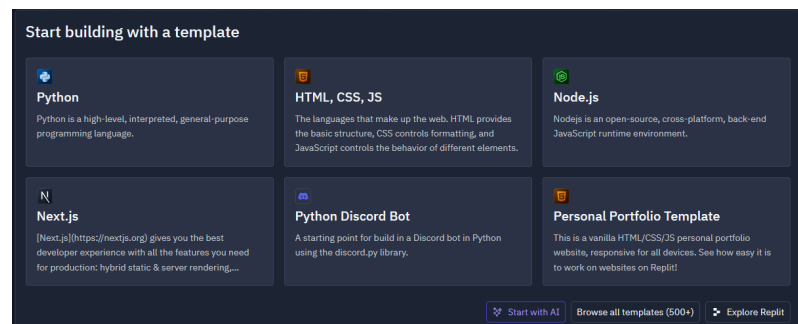 Start building with a template
Python
Python is a high-level, interpreted, general-purpose
programming language.
HTML, CSS, JS
The languages that make up the web. HTML provides
the basic structure, CSS controls formatting, and
JavaScript controls the behavior of different elements.
Node.js
Nodejs is an open-source, cross-platform, back-end
JavaScript runtime environment.
Next.js
[Next.js](https://nextjs.org) gives you the best
developer experience with all the features you need
for production: hybrid static & server rendering,...
Python Discord Bot
A starting point for build in a Discord bot in Python
using the discord.py library.
Personal Portfolio Template
This is a vanilla HTML/CSS/JS personal portfolio
website, responsive for all devices. See how easy it is
to work on websites on Replit!
Start with AI
Browse all templates (500+)
Explore Replit